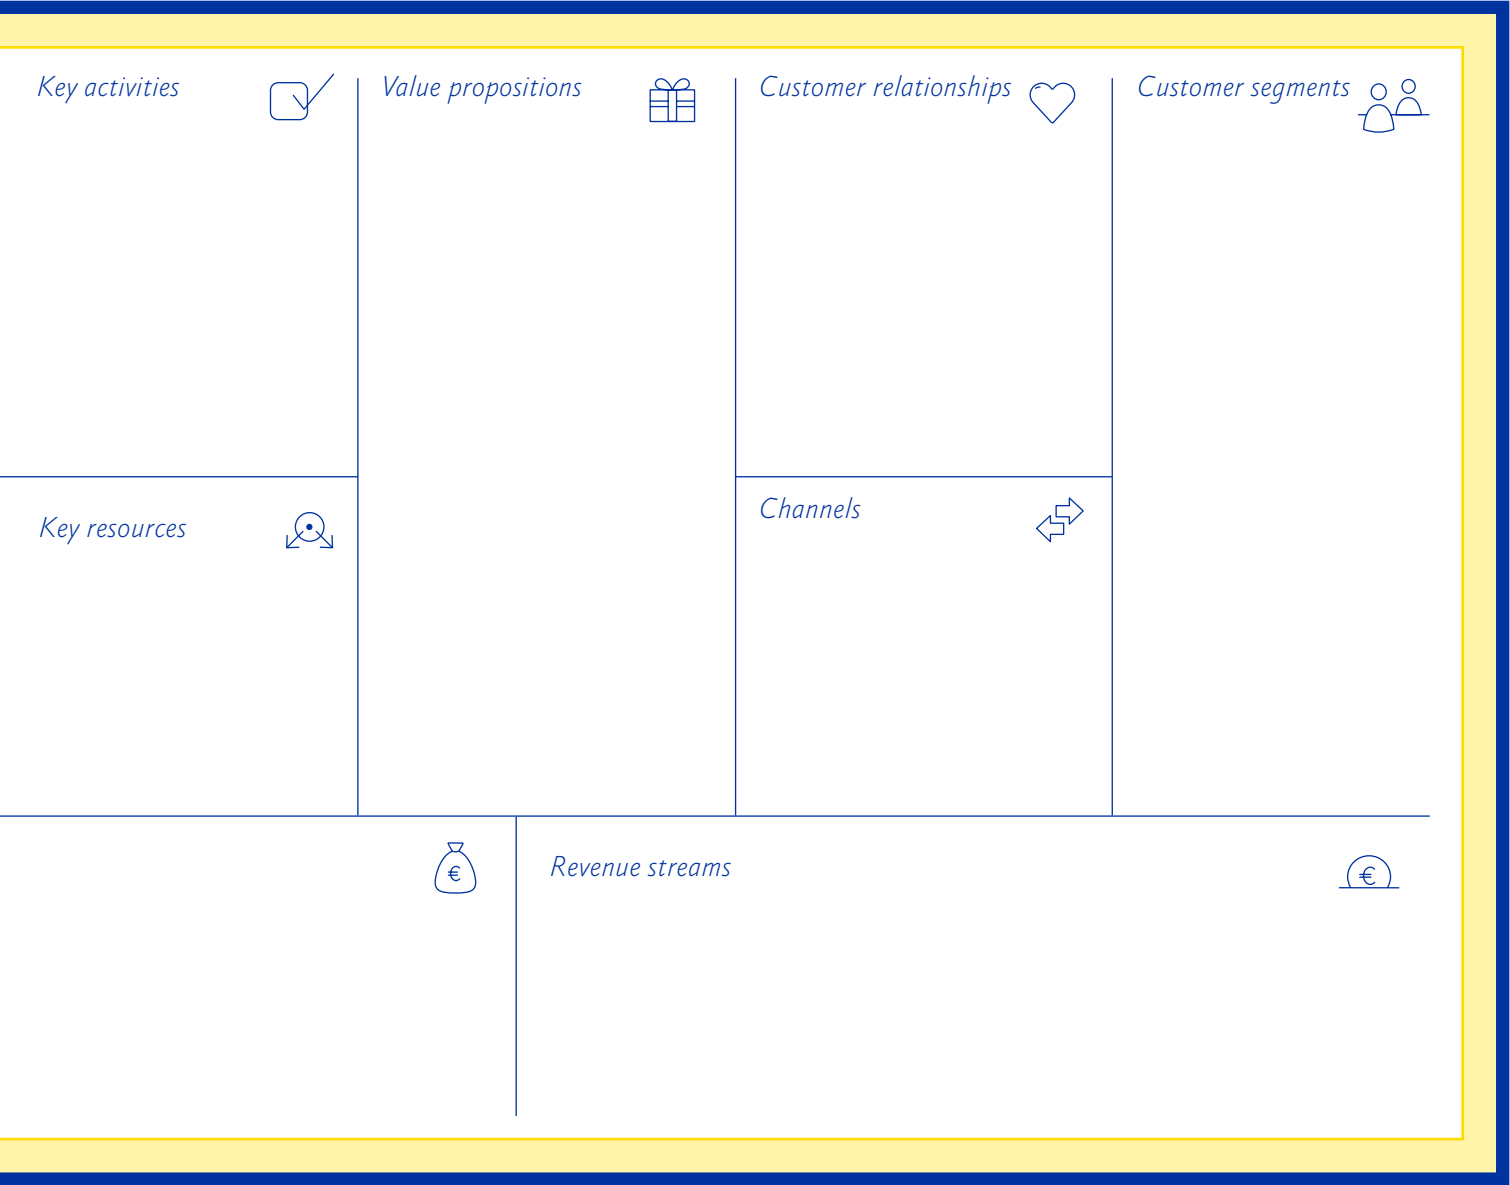 Key activities
Value propositions
Customer relationships
Customer segments
Key resources
Channels
€
Revenue streams
€